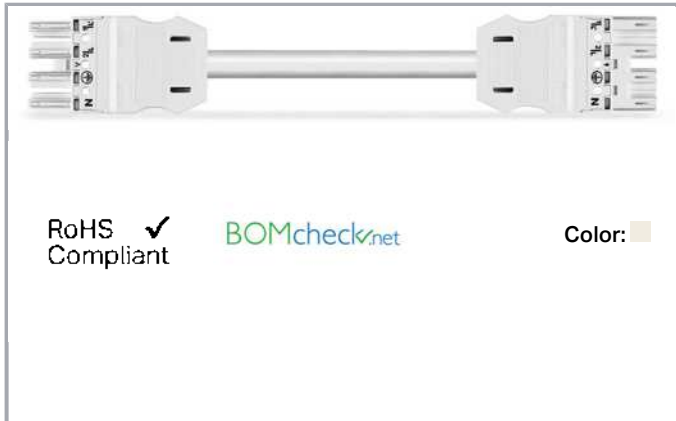 N
N
RoHS ✓
Compliant
BOMcheck.net
Color: